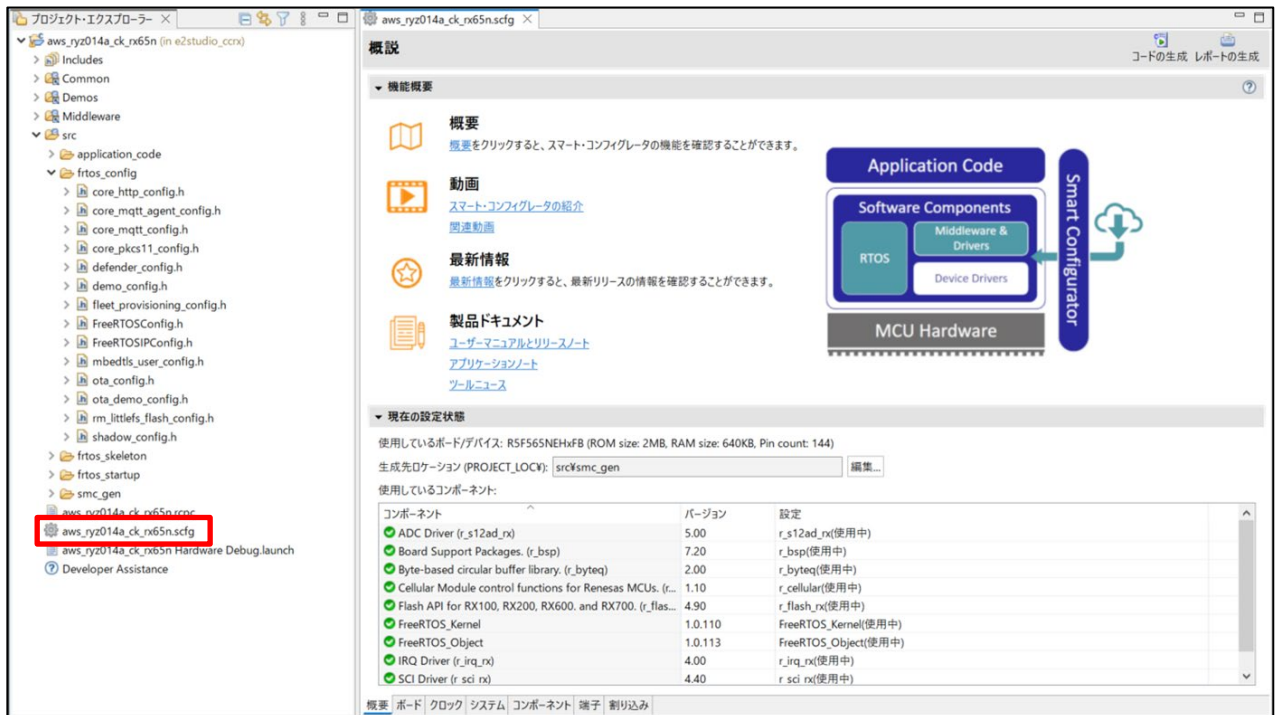 プロジェクト・エクスプローラー
aws_ryz014a_ck_rx65n (in e2studio_ccrx)
Includes
Common
Demos
Middleware
src
application_code
frtos_config
core_http_config.h
core_mqtt_agent_config.h
core_mqtt_config.h
core_pkcs11_config.h
defender_config.h
demo_config.h
fleet_provisioning_config.h
FreeRTOSConfig.h
FreeRTOSIPConfig.h
mbedtls_user_config.h
ota_config.h
ota_demo_config.h
rm_littlefs_flash_config.h
shadow_config.h
frtos_skeleton
frtos_startup
smc_gen
aws_ryz014a_ck_rx65n.rcpc
aws_ryz014a_ck_rx65n.scfg
aws_ryz014a_ck_rx65n Hardware Debug.launch
Developer Assistance
aws_ryz014a_ck_rx65n.scfg
概説
コードの生成 レポートの生成
機能概要
概要
概要をクリックすると、スマート・コンフィグレータの機能を確認することができます。
動画
スマート・コンフィグレータの紹介
関連動画
最新情報
最新情報をクリックすると、最新リリースの情報を確認することができます。
製品ドキュメント
ユーザーマニュアルとリリースノート
アプリケーションノート
ツールニュース
Application Code
Software Components
RTOS
Middleware &
Drivers
Device Drivers
MCU Hardware
Smart Configurator
現在の設定状態
使用しているボード/デバイス: R5F565NEHxFB (ROM size: 2MB, RAM size: 640KB, Pin count: 144)
生成先ロケーション (PROJECT_LOC¥): src¥smc_gen 編集...
使用しているコンポーネント:
コンポーネント バージョン 設定
ADC Driver (r_s12ad_rx) 5.00 r_s12ad_rx(使用中)
Board Support Packages. (r_bsp) 7.20 r_bsp(使用中)
Byte-based circular buffer library. (r_byteq) 2.00 r_byteq(使用中)
Cellular Module control functions for Renesas MCUs. (r... 1.10 r_cellular(使用中)
Flash API for RX100, RX200, RX600. and RX700. (r_flas... 4.90 r_flash_rx(使用中)
FreeRTOS_Kernel 1.0.110 FreeRTOS_Kernel(使用中)
FreeRTOS_Object 1.0.113 FreeRTOS_Object(使用中)
IRQ Driver (r_irq_rx) 4.00 r_irq_rx(使用中)
SCI Driver (r_sci_rx) 4.40 r_sci_rx(使用中)
概要 ボード クロック システム コンポーネント 端子 割り込み